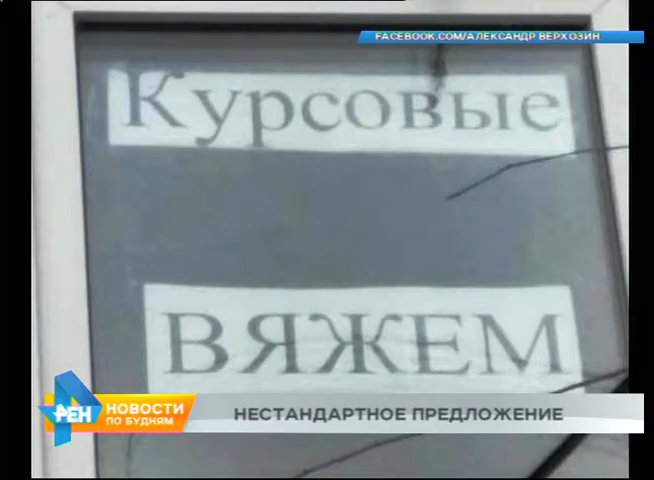 FACEBOOK.COM/АЛЕКСАНДР ВЕРХОЗИН
Курсовые
ВЯЖЕМ
РЕН
НОВОСТИ
ПО БУДНЯМ
НЕСТАНДАРТНОЕ ПРЕДЛОЖЕНИЕ